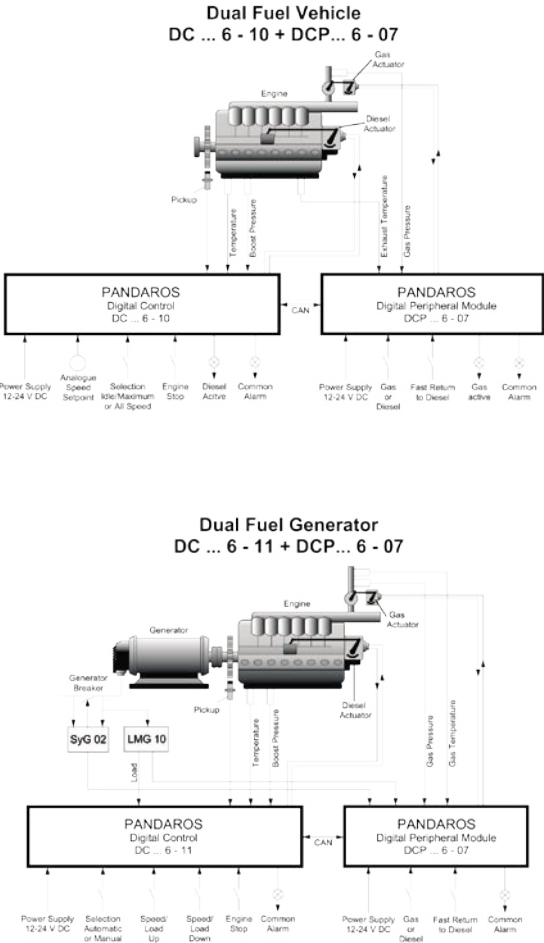 Dual Fuel Vehicle
DC ... 6 - 10 + DCP... 6 - 07
Gas
Actuator
Engine
Diesel
Actuator
Pickup
Temperature
Boost Pressure
Exhaust Temperature
Gas Pressure
PANDAROS
Digital Control
DC ... 6 - 10
CAN
PANDAROS
Digital Peripheral Module
DCP ... 6 - 07
Power Supply
12-24 V DC
Analogue
Speed
Setpoint
Selection
Idle/Maximum
or All Speed
Engine
Stop
Diesel
Acitve
Common
Alarm
Power Supply
12-24 V DC
Gas
or
Diesel
Fast Return
to Diesel
Gas
active
Common
Alarm
Dual Fuel Generator
DC ... 6 - 11 + DCP... 6 - 07
Engine
Gas
Actuator
Generator
Generator
Breaker
Pickup
Diesel
Actuator
SyG 02
LMG 10
Load
Temperature
Boost Pressure
Gas Pressure
Gas Temperature
PANDAROS
Digital Control
DC ... 6 - 11
CAN
PANDAROS
Digital Peripheral Module
DCP ... 6 - 07
Power Supply
12-24 V DC
Selection
Automatic
or Manual
Speed/
Load
Up
Speed/
Load
Down
Engine
Stop
Common
Alarm
Power Supply
12-24 V DC
Gas
or
Diesel
Fast Return
to Diesel
Common
Alarm